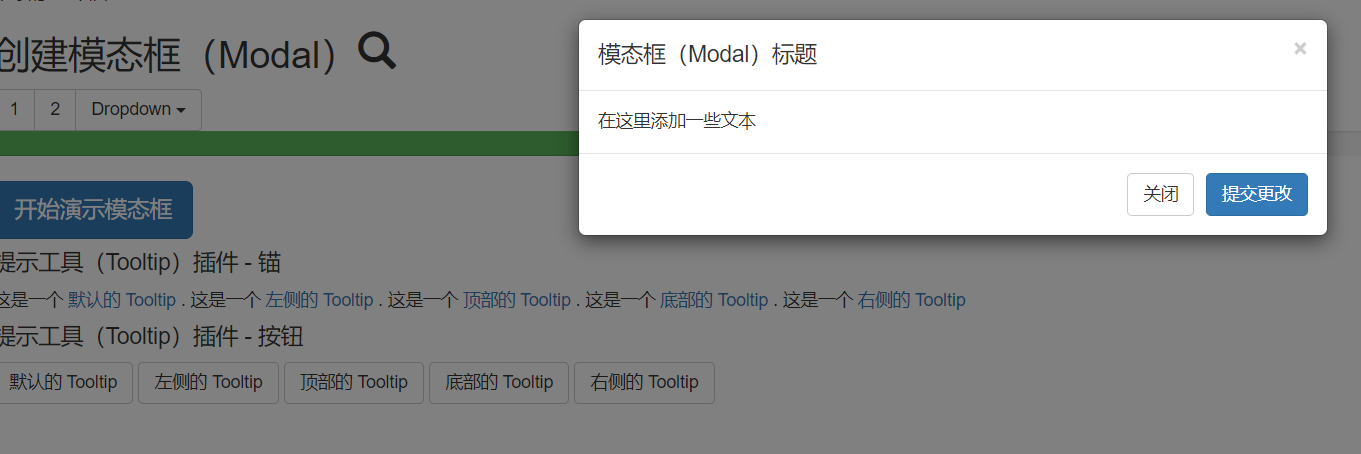 创建模态框（Modal）
模态框（Modal）标题
×
1
2
Dropdown
在这里添加一些文本
关闭
提交更改
开始演示模态框
提示工具（Tooltip）插件 - 锚
这是一个 默认的 Tooltip . 这是一个 左侧的 Tooltip . 这是一个 顶部的 Tooltip . 这是一个 底部的 Tooltip . 这是一个 右侧的 Tooltip
提示工具（Tooltip）插件 - 按钮
默认的 Tooltip
左侧的 Tooltip
顶部的 Tooltip
底部的 Tooltip
右侧的 Tooltip